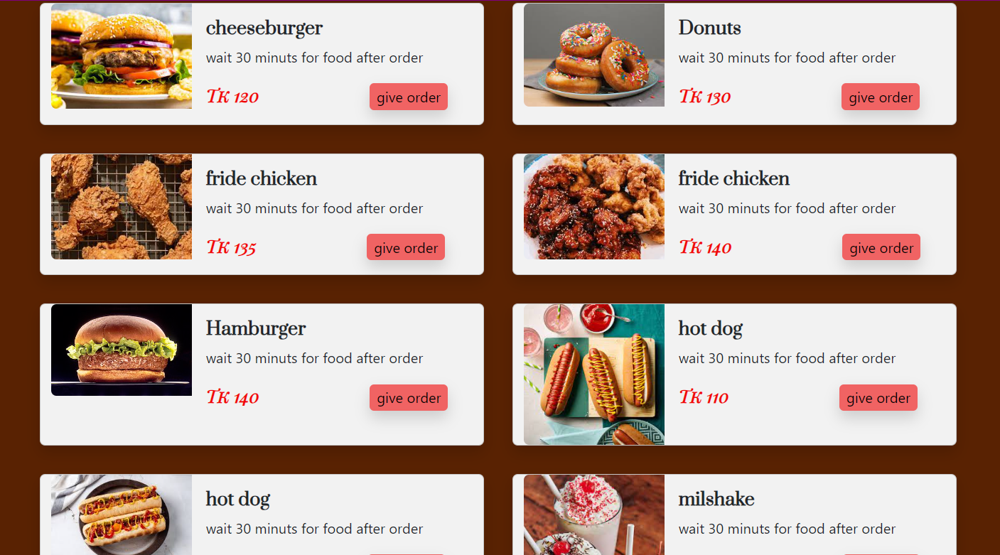 cheeseburger
wait 30 minuts for food after order
TK 120
give order
Donuts
wait 30 minuts for food after order
TK 130
give order
fride chicken
wait 30 minuts for food after order
TK 135
give order
fride chicken
wait 30 minuts for food after order
TK 140
give order
Hamburger
wait 30 minuts for food after order
TK 140
give order
hot dog
wait 30 minuts for food after order
TK 110
give order
hot dog
wait 30 minuts for food after order
milshake
wait 30 minuts for food after order